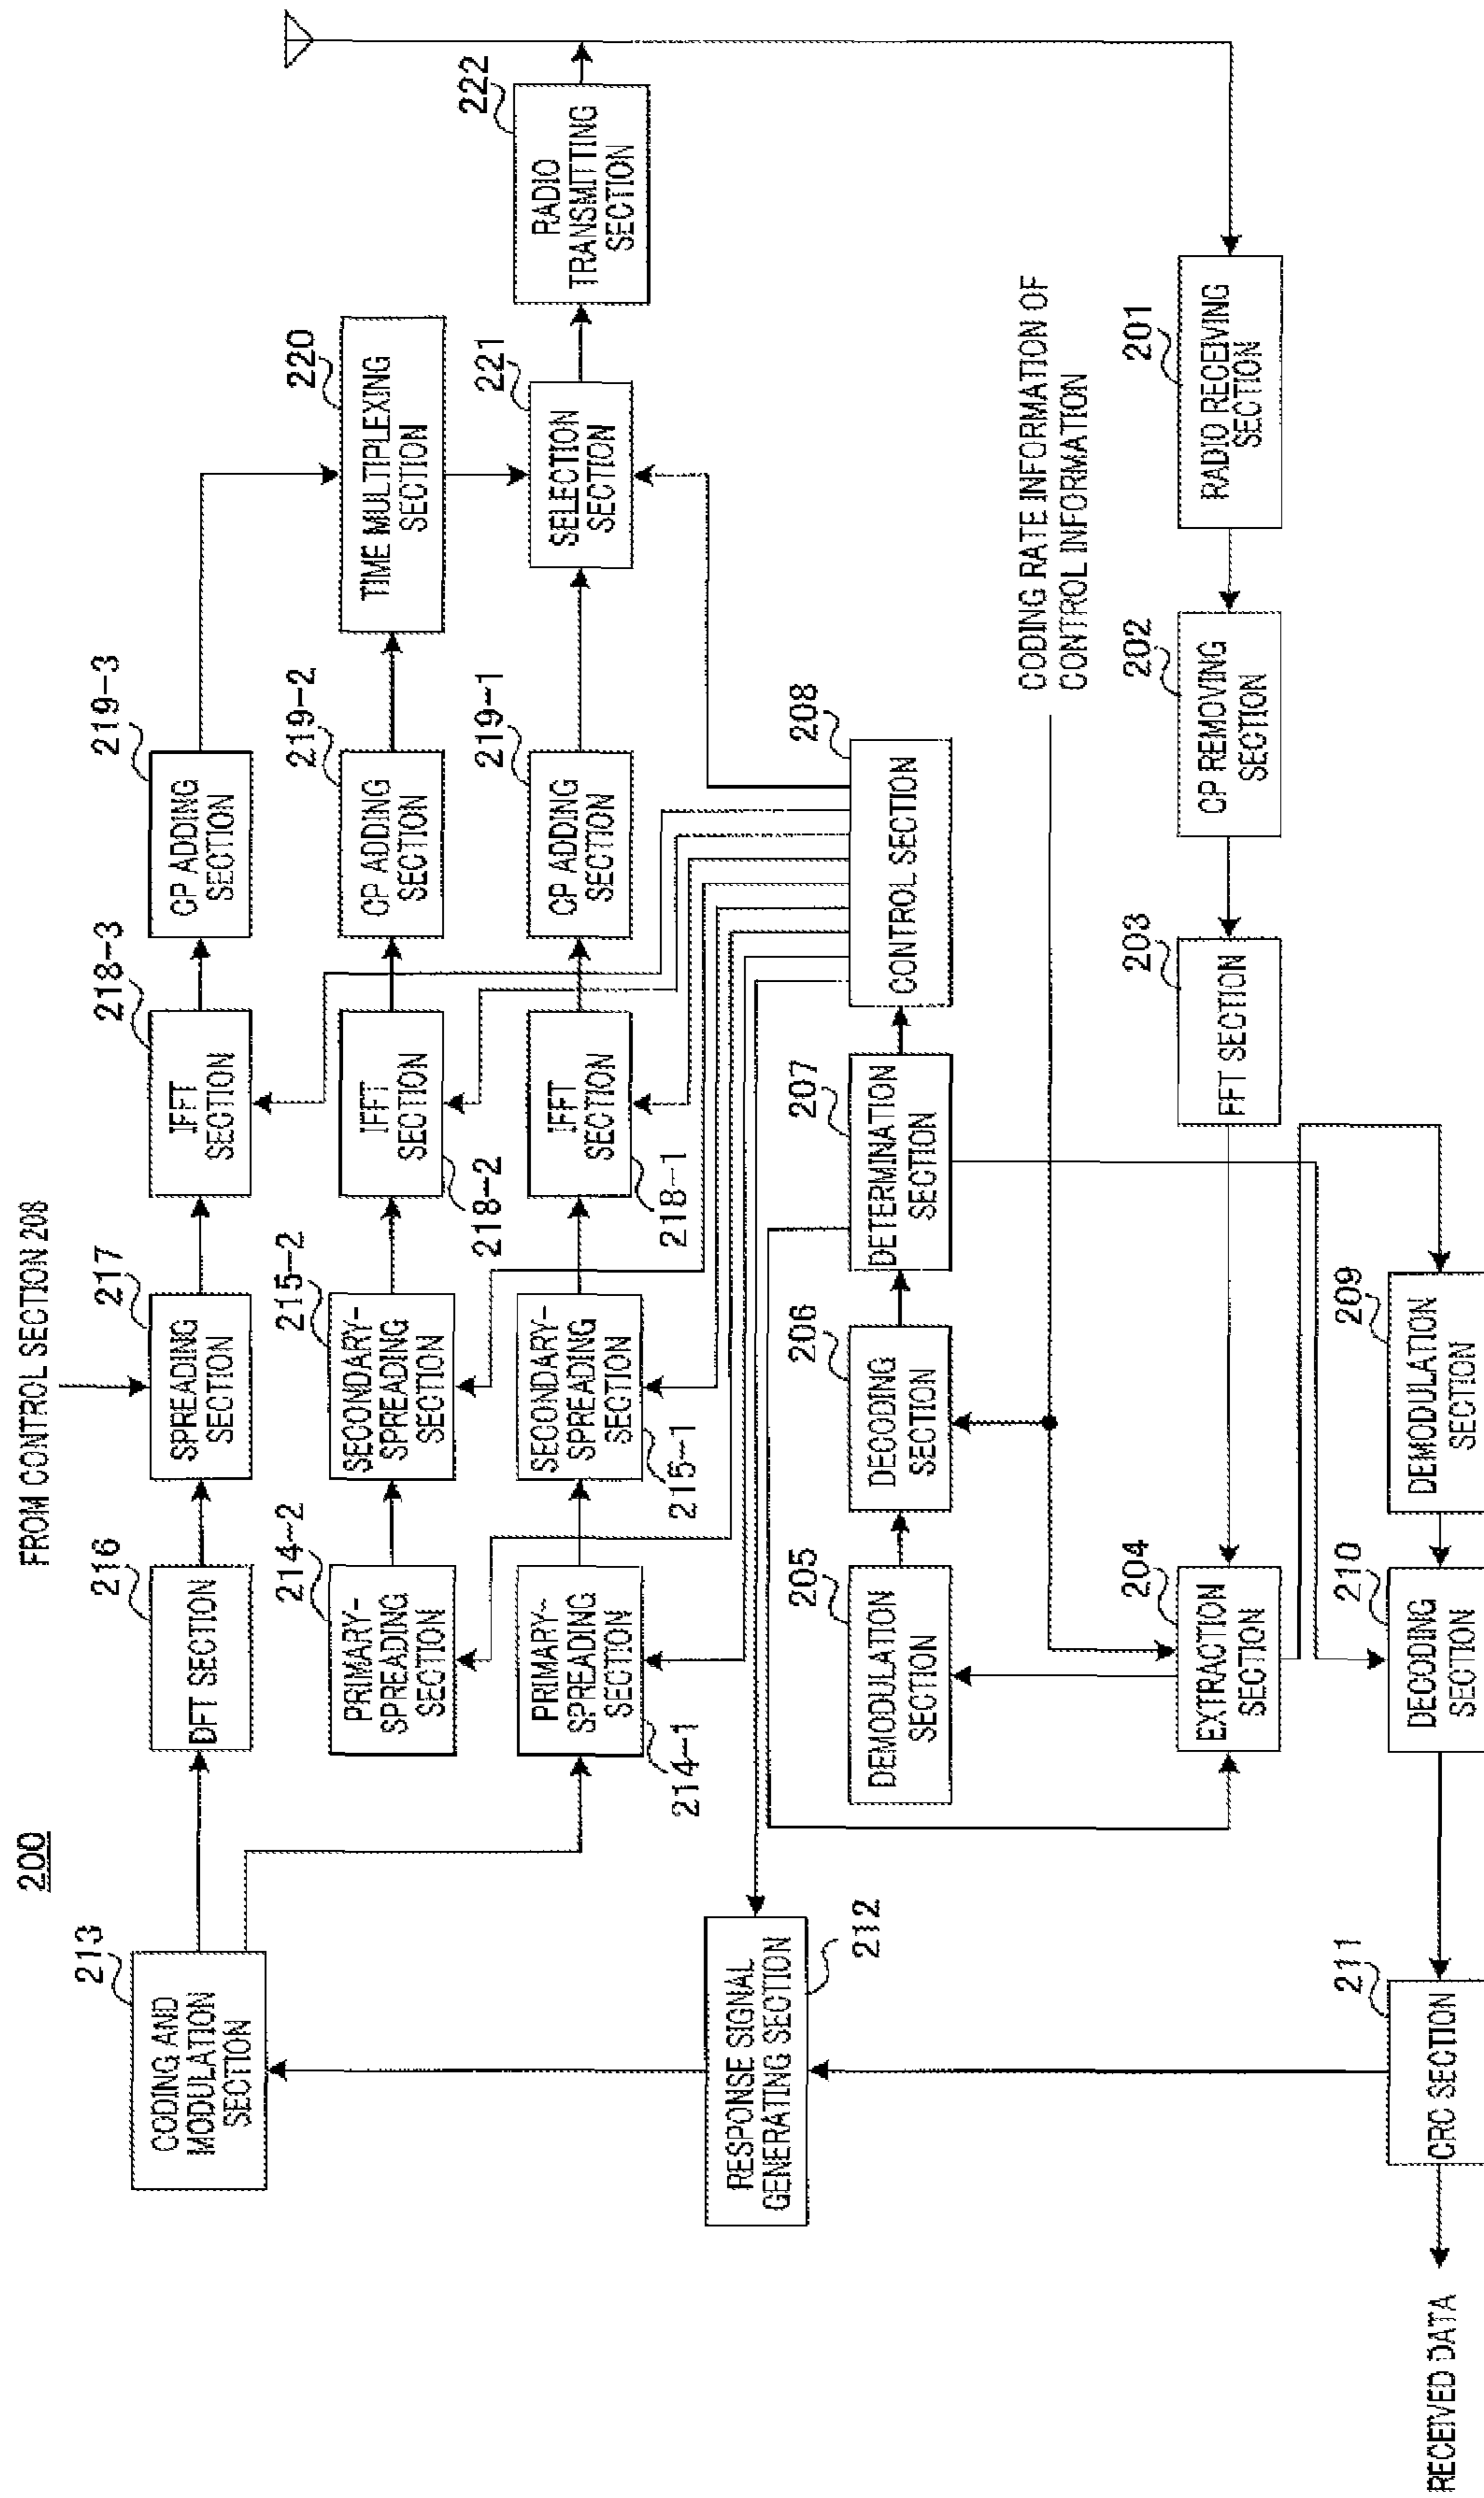 200
FROM CONTROL SECTION 208
213
CODING AND
MODULATION
SECTION
216
DFT SECTION
217
SPREADING
SECTION
218-3
IFFT
SECTION
219-3
CP ADDING
SECTION
214-2
PRIMARY-
SPREADING
SECTION
215-2
SECONDARY-
SPREADING
SECTION
IFFT
SECTION
218-2
219-2
CP ADDING
SECTION
220
TIME MULTIPLEXING
SECTION
PRIMARY-
SPREADING
SECTION
214-1
SECONDARY-
SPREADING
SECTION
215-1
IFFT
SECTION
218-1
219-1
CP ADDING
SECTION
221
SELECTION
SECTION
222
RADIO
TRANSMITTING
SECTION
RESPONSE SIGNAL
GENERATING SECTION
212
205
DEMODULATION
SECTION
206
DECODING
SECTION
207
DETERMINATION
SECTION
208
CONTROL SECTION
CODING RATE INFORMATION OF
CONTROL INFORMATION
204
EXTRACTION
SECTION
203
FFT SECTION
202
CP REMOVING
SECTION
201
RADIO RECEIVING
SECTION
RECEIVED DATA
211
CRC SECTION
210
DECODING
SECTION
209
DEMODULATION
SECTION